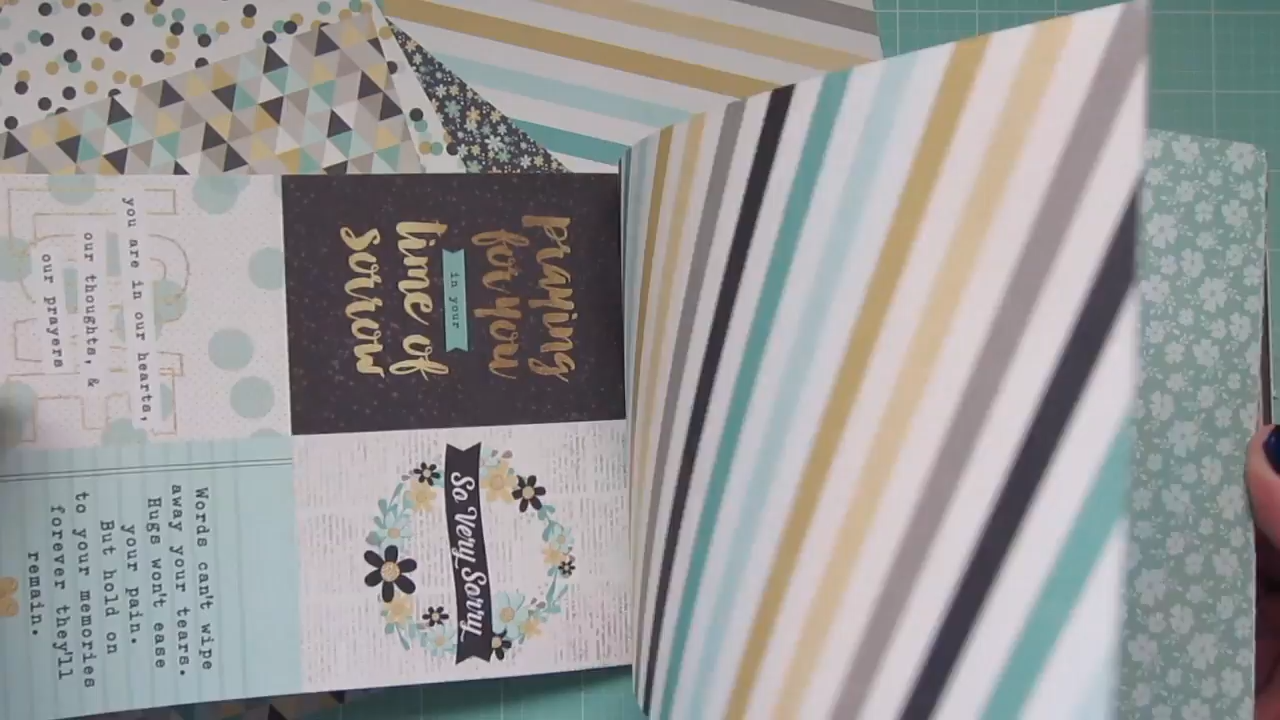 you are in our hearts,
our thoughts, &
our prayers
praying
for you
in your
time of
sorrow
Words can't wipe
away your tears.
Hugs won't ease
your pain.
But hold on
to your memories
forever they'll
remain.
So Very Sorry